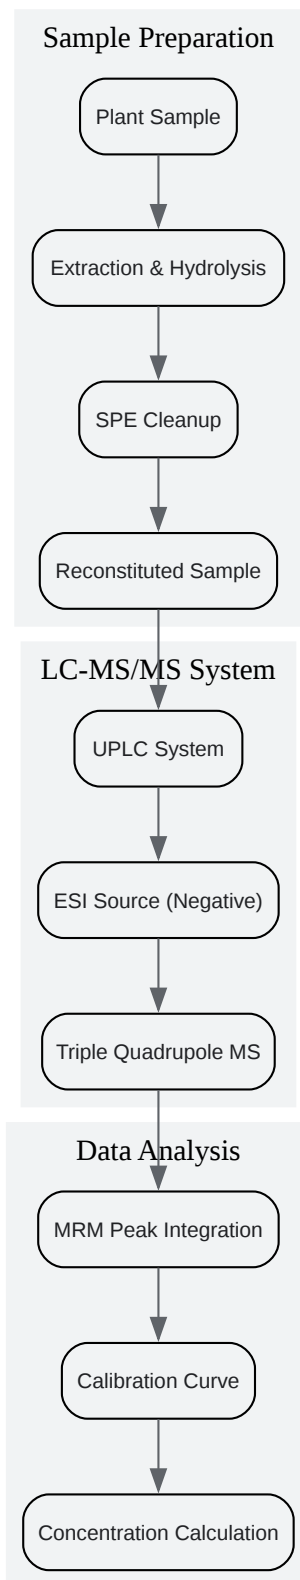 Sample Preparation
Plant Sample
Extraction & Hydrolysis
SPE Cleanup
Reconstituted Sample
LC-MS/MS System
UPLC System
ESI Source (Negative)
Triple Quadrupole MS
Data Analysis
MRM Peak Integration
Calibration Curve
Concentration Calculation